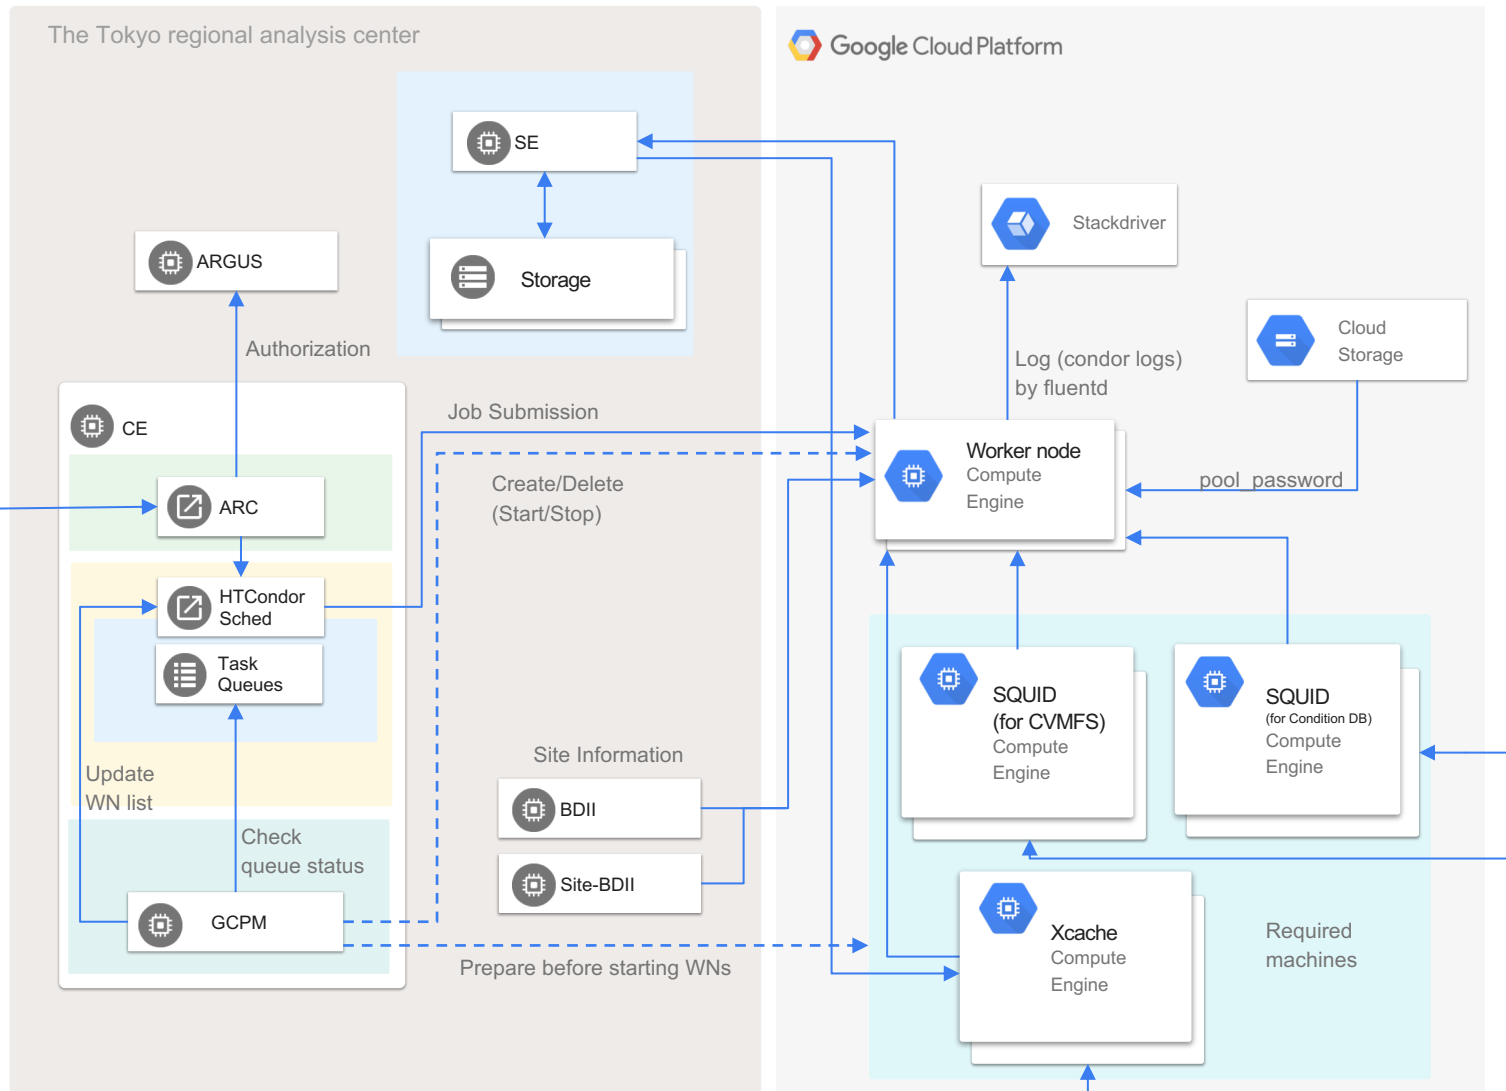 The Tokyo regional analysis center
SE
Storage
ARGUS
Authorization
CE
ARC
HTCondor
Sched
Task
Queues
Update
WN list
Check
queue status
GCPM
Job Submission
Create/Delete
(Start/Stop)
Site Information
BDII
Site-BDII
Prepare before starting WNs
Google Cloud Platform
Stackdriver
Cloud
Storage
Log (condor logs)
by fluentd
Worker node
Compute
Engine
pool_password
SQUID
(for CVMFS)
Compute
Engine
SQUID
(for Condition DB)
Compute
Engine
Xcache
Compute
Engine
Required
machines